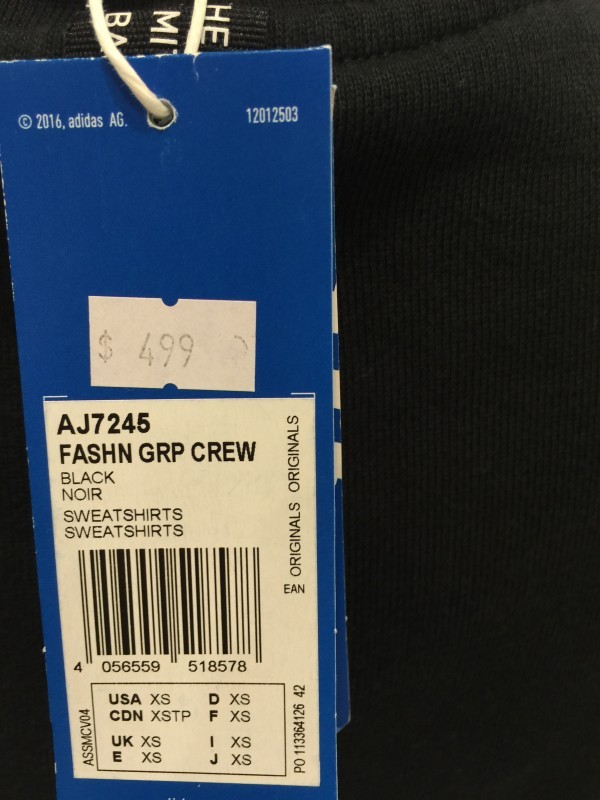 HE
MI
BA
© 2016, adidas AG.
12012503
$ 499
AJ7245
FASHN GRP CREW
BLACK
NOIR
SWEATSHIRTS
SWEATSHIRTS
ORIGINALS ORIGINALS
EAN
4 056559 518578
ASSMCV04
USA XS D XS
CDN XSTP F XS
UK XS I XS
E XS J XS
PO 113364126 42